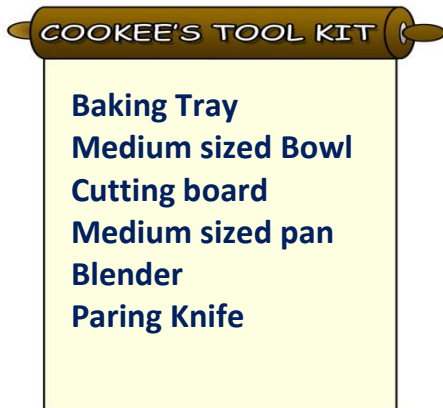 COOKEE'S TOOL KIT
Baking Tray
Medium sized Bowl
Cutting board
Medium sized pan
Blender
Paring Knife